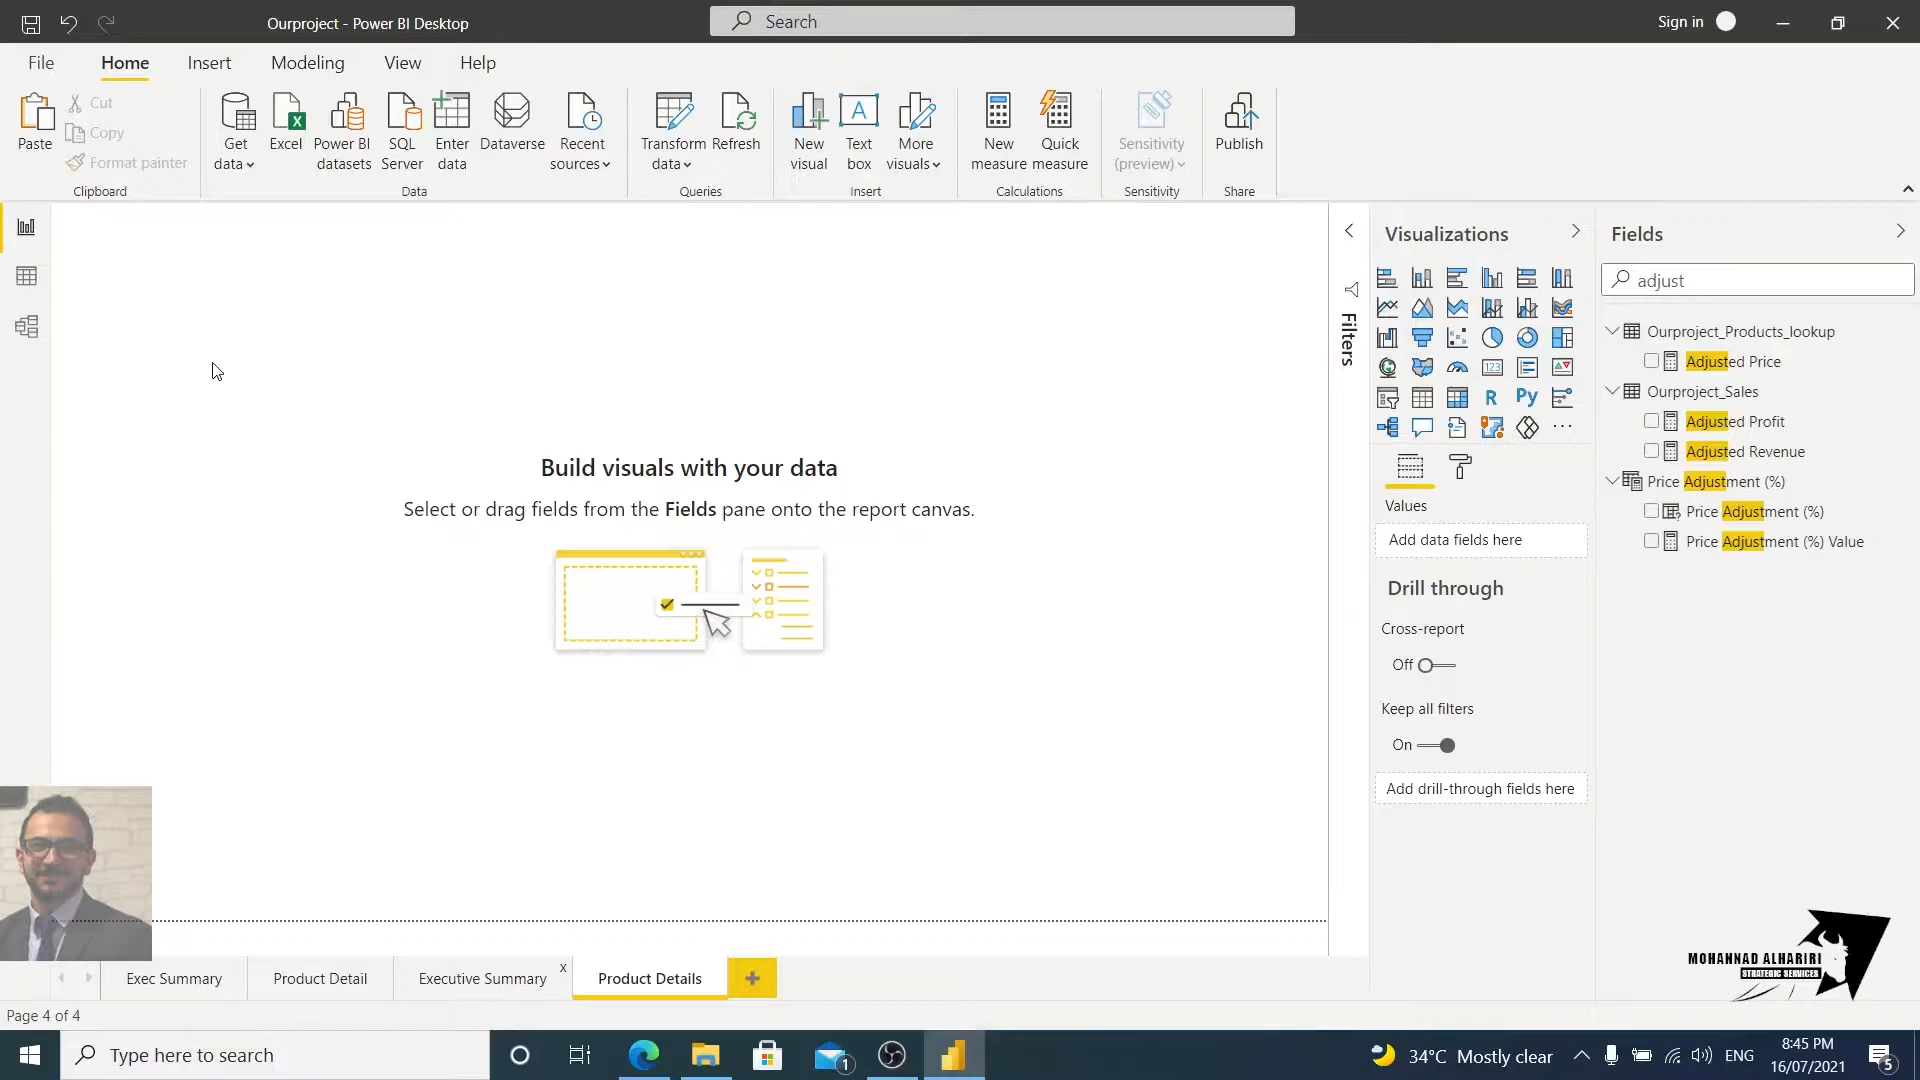 Ourproject - Power BI Desktop
Search
Sign in
File
Home
Insert
Modeling
View
Help
Paste
Cut
Copy
Format painter
Clipboard
Get data
Excel
Power BI datasets
SQL Server
Enter data
Dataverse
Recent sources
Data
Transform data
Refresh
Queries
New visual
Text box
More visuals
Insert
New measure
Quick measure
Calculations
Sensitivity (preview)
Sensitivity
Publish
Share
Build visuals with your data
Select or drag fields from the Fields pane onto the report canvas.
Filters
Visualizations
123
R
Py
Values
Add data fields here
Drill through
Cross-report
Off
Keep all filters
On
Add drill-through fields here
Fields
adjust
Ourproject_Products_lookup
Adjusted Price
Ourproject_Sales
Adjusted Profit
Adjusted Revenue
Price Adjustment (%)
Price Adjustment (%)
Price Adjustment (%) Value
MOHANNAD ALHARIRI
STRATEGIC SERVICES
Exec Summary
Product Detail
Executive Summary
x
Product Details
Page 4 of 4
Type here to search
1
34°C Mostly clear
ENG
8:45 PM
16/07/2021
5